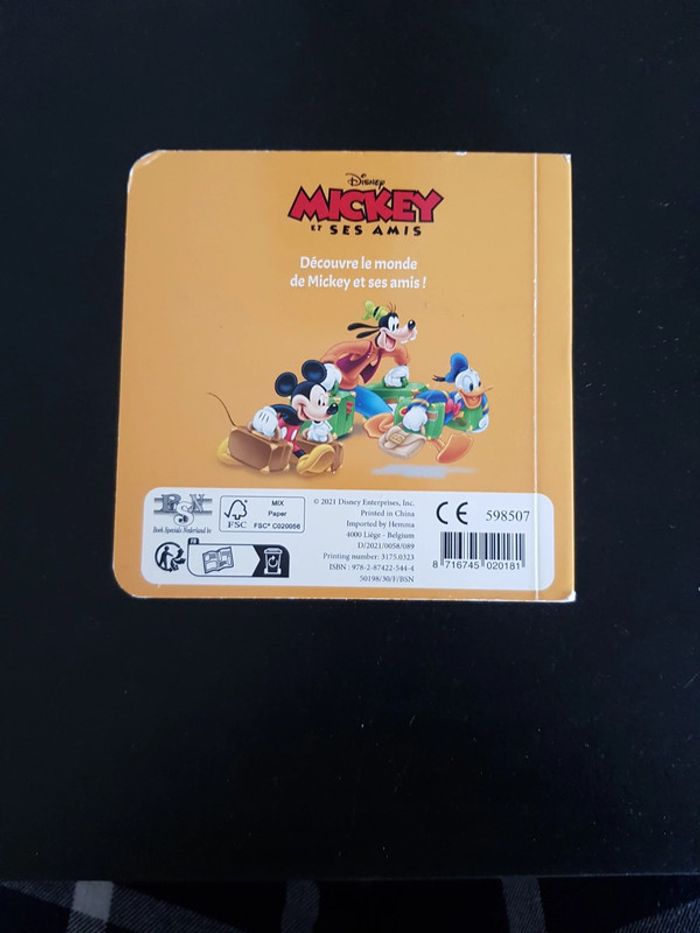 Disney
MICKEY
ET SES AMIS
Découvre le monde
de Mickey et ses amis !
BSN
Book Specials Nederland bv
FSC
MIX
Paper
FSC® C020056
© 2021 Disney Enterprises, Inc.
Printed in China
Imported by Hemma
4000 Liège - Belgium
D/2021/0058/089
Printing number: 3175.0323
ISBN : 978-2-87422-544-4
50198/30/F/BSN
CE
598507
8 716745 020181
FR